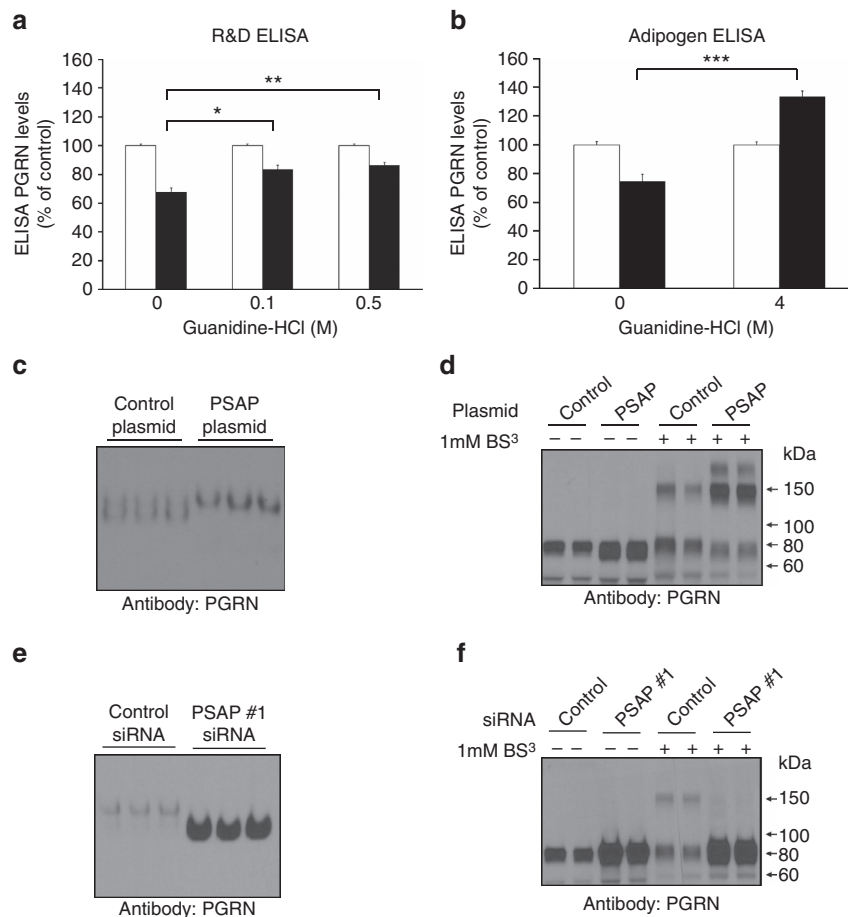 a
R&D ELISA
ELISA PGRN levels
(% of control)
160
140
120
100
80
60
40
20
0
*
**
0 0.1 0.5
Guanidine-HCl (M)
b
Adipogen ELISA
ELISA PGRN levels
(% of control)
160
140
120
100
80
60
40
20
0
***
0 4
Guanidine-HCl (M)
c
Control plasmid
PSAP plasmid
Antibody: PGRN
d
Plasmid Control PSAP Control PSAP
1mM BS³ – – – – + + + +
kDa
150
100
80
60
Antibody: PGRN
e
Control siRNA
PSAP #1 siRNA
Antibody: PGRN
f
siRNA Control PSAP #1 Control PSAP #1
1mM BS³ – – – – + + + +
kDa
150
100
80
60
Antibody: PGRN